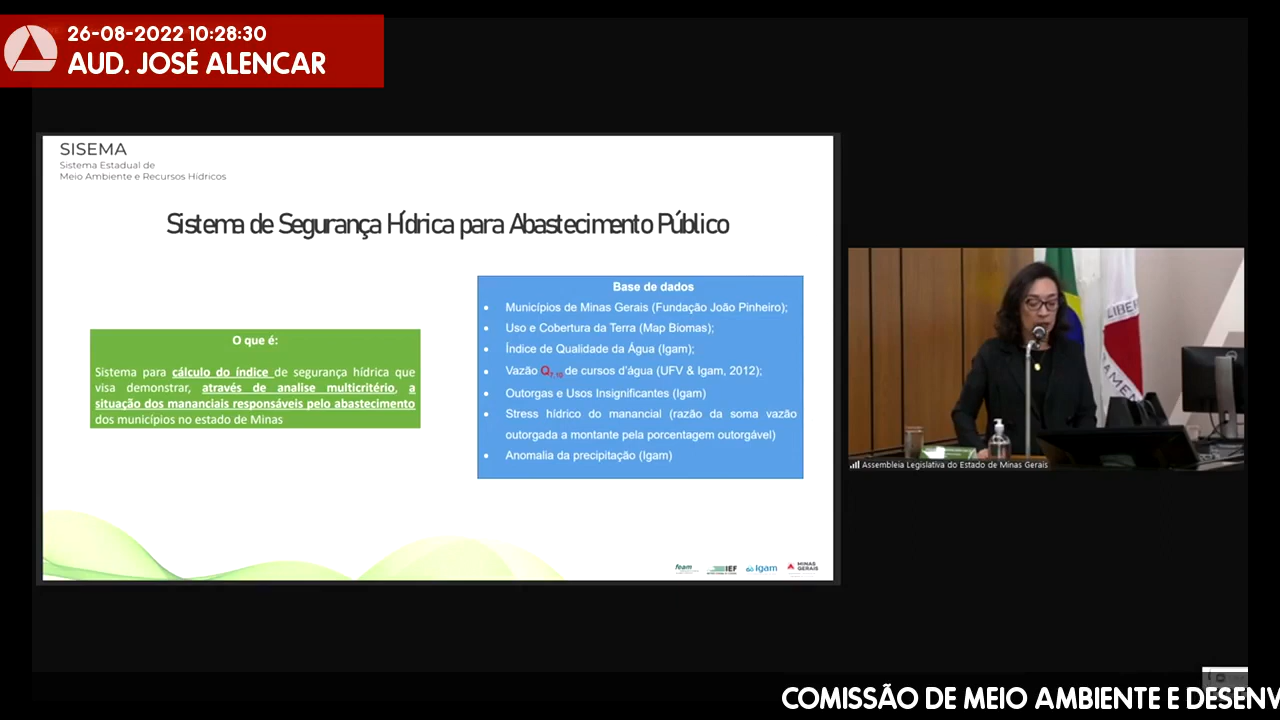 26-08-2022 10:28:30
AUD. JOSÉ ALENCAR
SISEMA
Sistema Estadual de
Meio Ambiente e Recursos Hídricos
Sistema de Segurança Hídrica para Abastecimento Público
O que é:
Sistema para cálculo do índice de segurança hídrica que
visa demonstrar, através de analise multicritério, a
situação dos mananciais responsáveis pelo abastecimento
dos municípios no estado de Minas
Base de dados
• Municípios de Minas Gerais (Fundação João Pinheiro);
• Uso e Cobertura da Terra (Map Biomas);
• Índice de Qualidade da Água (Igam);
• Vazão Q7,10 de cursos d'água (UFV & Igam, 2012);
• Outorgas e Usos Insignificantes (Igam)
• Stress hídrico do manancial (razão da soma vazão
outorgada a montante pela porcentagem outorgável)
• Anomalia da precipitação (Igam)
feam
IEF
Igam
MINAS
GERAIS
LIBER
AMEN
Assembleia Legislativa do Estado de Minas Gerais
COMISSÃO DE MEIO AMBIENTE E DESENV